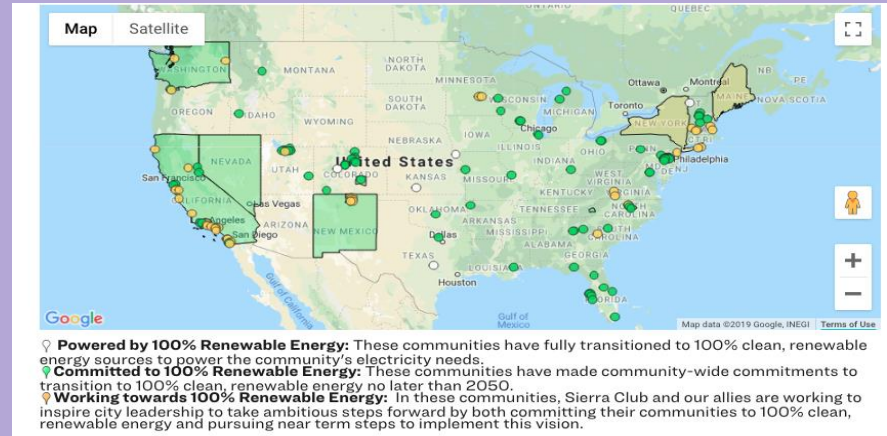 Map
Satellite
ONTARIO
QUEBEC
WASHINGTON
MONTANA
NORTH
DAKOTA
MINNESOTA
Ottawa
Montreal
NB
PE
MAINE
NOVA SCOTIA
OREGON
IDAHO
SOUTH
DAKOTA
WISCONSIN
MICHIGAN
Toronto
NEW YORK
WYOMING
IOWA
Chicago
NEBRASKA
ILLINOIS
OHIO
PENN
Philadelphia
NEVADA
UTAH
United States
COLORADO
KANSAS
MISSOURI
INDIANA
WEST
VIRGINIA
MD
DE
NJ
San Francisco
CALIFORNIA
Las Vegas
KENTUCKY
VIRGINIA
Angeles
San Diego
ARIZONA
NEW MEXICO
OKLAHOMA
ARKANSAS
TENNESSEE
NORTH
CAROLINA
Dallas
MISSISSIPPI
ALABAMA
SOUTH
CAROLINA
GEORGIA
TEXAS
LOUISIANA
Houston
FLORIDA
Gulf of
California
Gulf of
Mexico
Google
Map data ©2019 Google, INEGI
Terms of Use
Powered by 100% Renewable Energy: These communities have fully transitioned to 100% clean, renewable
energy sources to power the community's electricity needs.
Committed to 100% Renewable Energy: These communities have made community-wide commitments to
transition to 100% clean, renewable energy no later than 2050.
Working towards 100% Renewable Energy: In these communities, Sierra Club and our allies are working to
inspire city leadership to take ambitious steps forward by both committing their communities to 100% clean,
renewable energy and pursuing near term steps to implement this vision.